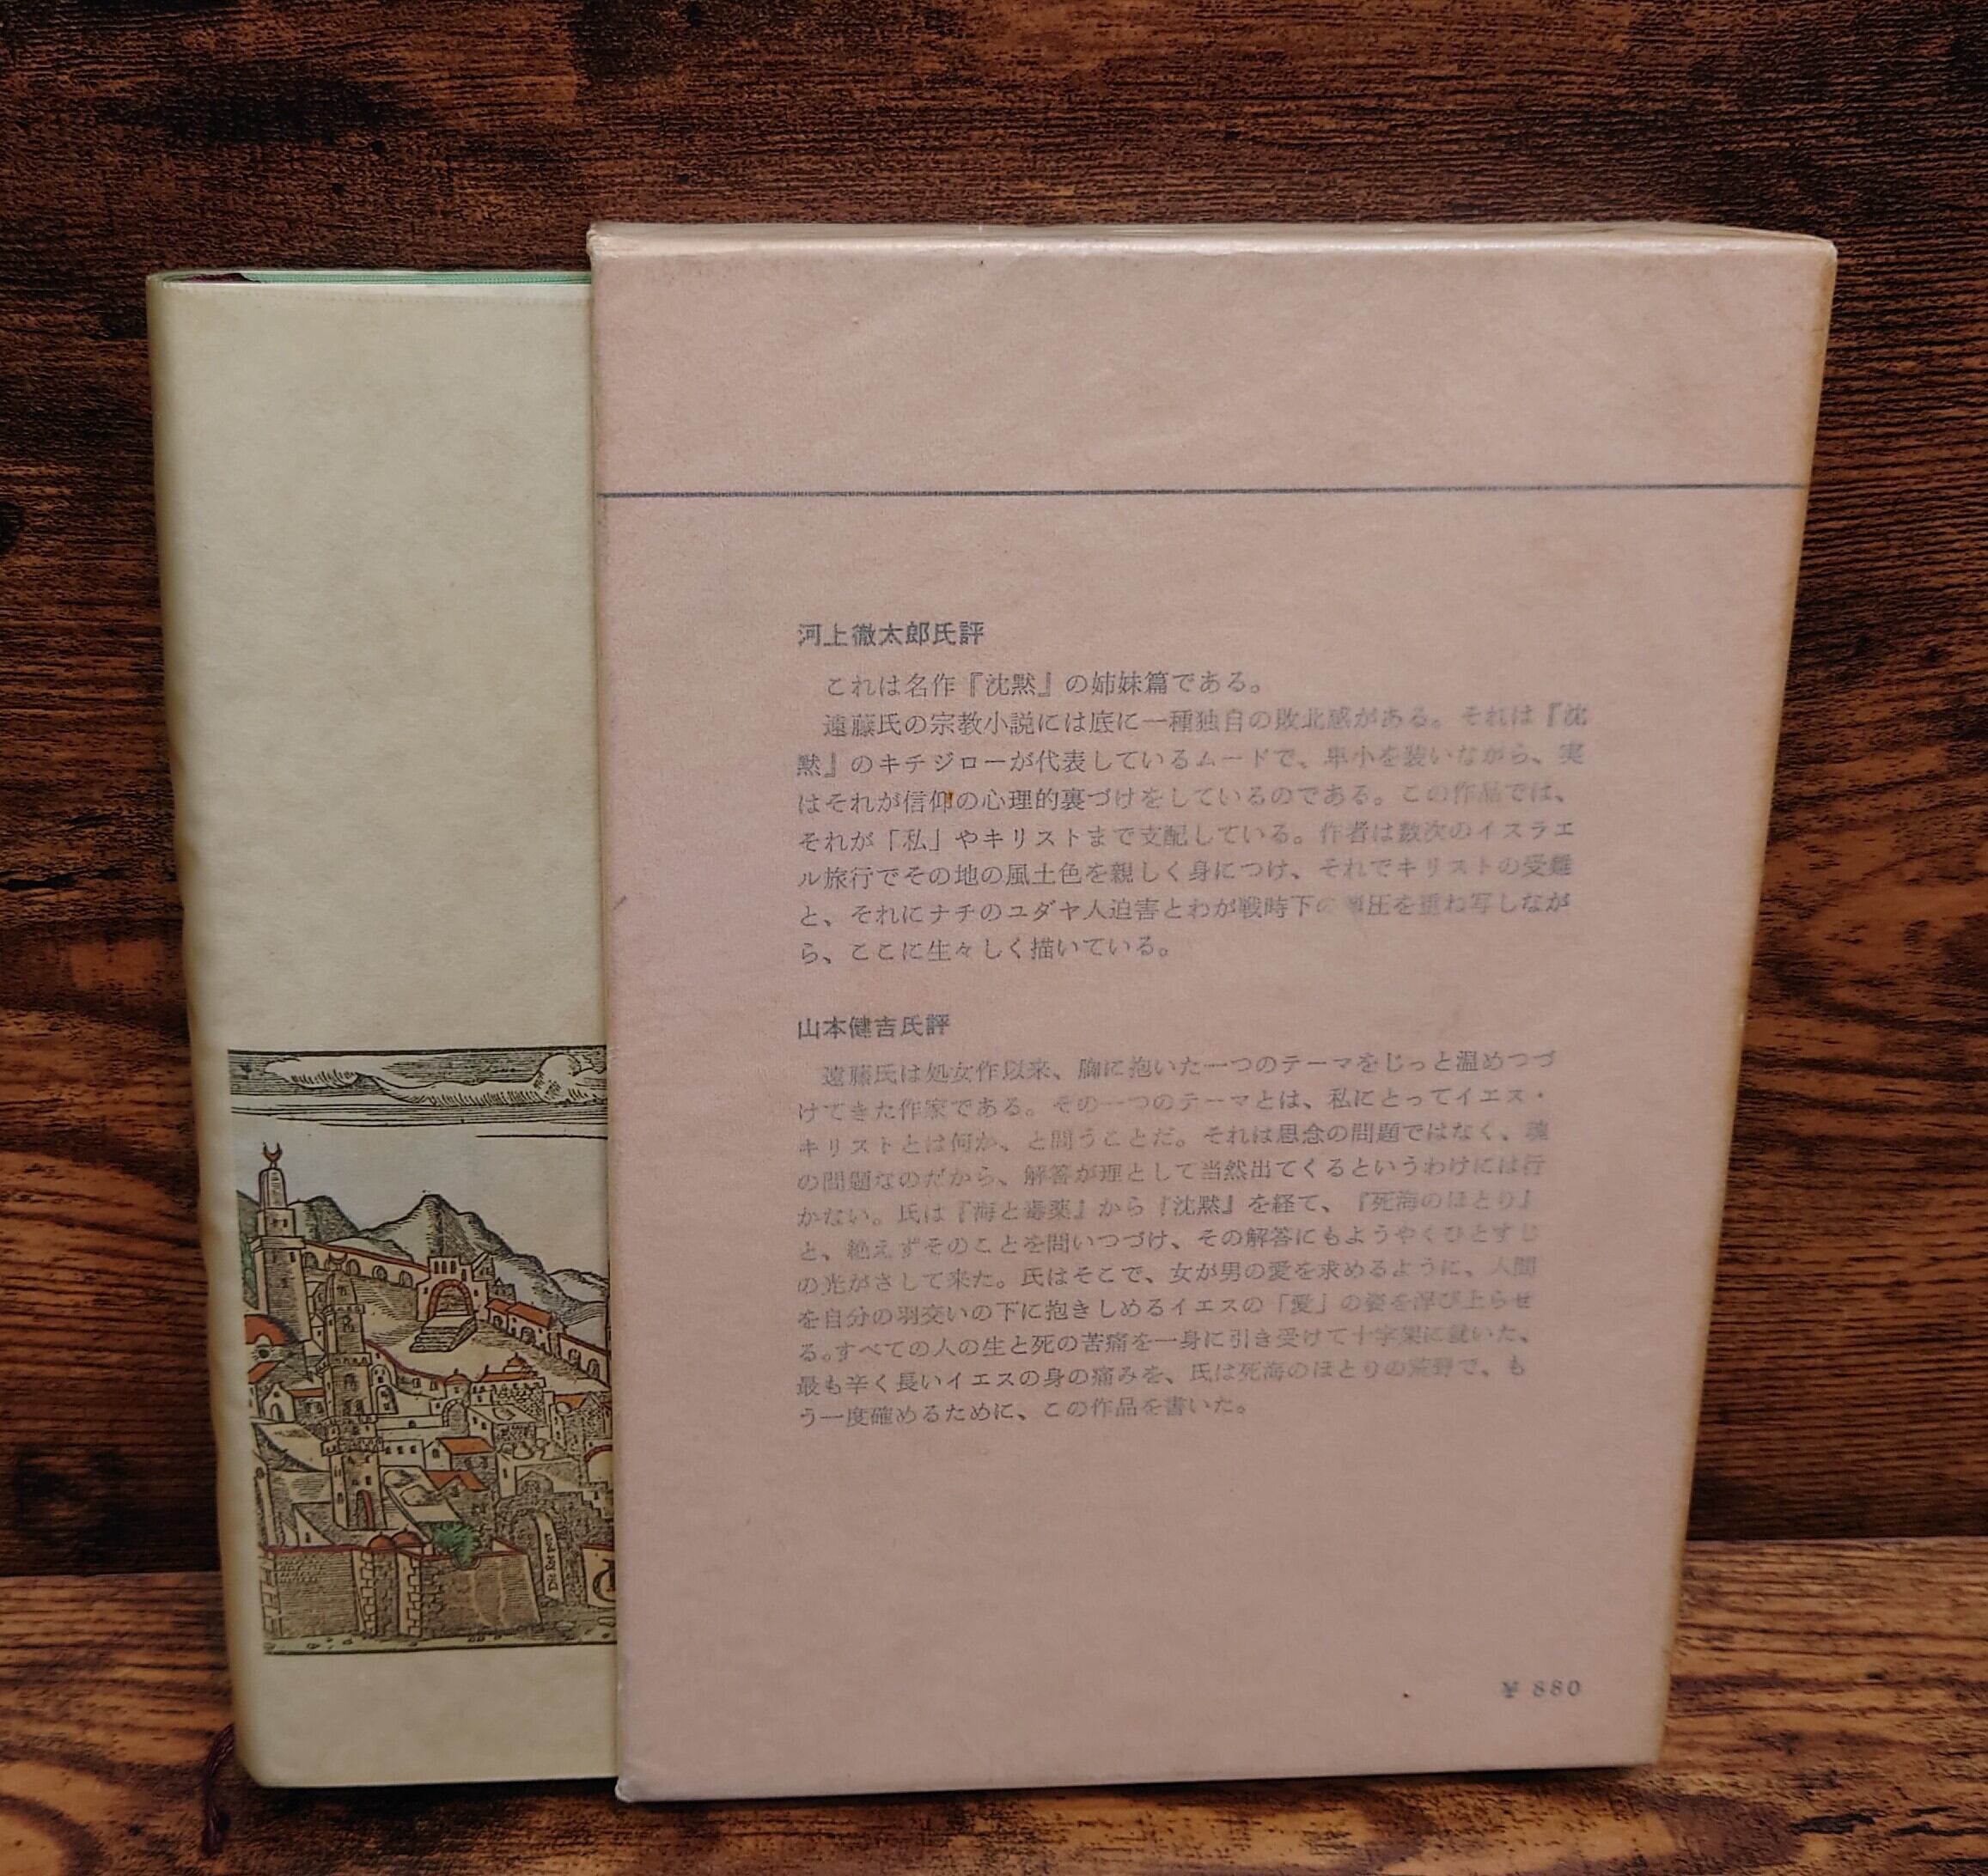 河上徹太郎氏評
これは名作『沈黙』の姉妹篇である。
遠藤氏の宗教小説には底に一種独自の敗北感がある。それは『沈
黙』のキチジローが代表しているムードで、卑小を装いながら、実
はそれが信仰の心理的裏づけをしているのである。この作品では、
それが「私」やキリストまで支配している。作者は数次のイスラエ
ル旅行でその地の風土色を親しく身につけ、それでキリストの受難
と、それにナチのユダヤ人迫害とわが戦時下の圧を重ね写しなが
ら、ここに生々しく描いている。
山本健吉氏評
遠藤氏は処女作以来、胸に抱いた一つのテーマをじっと温めつづ
けてきた作家である。その一つのテーマとは、私にとってイエス・
キリストとは何か、と問うことだ。それは思念の問題ではなく、魂
の問題なのだから、解答が理として当然出てくるというわけには行
かない。氏は『海と毒薬』から『沈黙』を経て、『死海のほとり』
と、絶えずそのことを問いつづけ、その解答にもようやくひとすじ
の光がさして来た。氏はそこで、女が男の愛を求めるように、人間
を自分の羽交いの下に抱きしめるイエスの「愛」の姿を浮び上らせ
る。すべての人の生と死の苦痛を一身に引き受けて十字架に就いた、
最も辛く長いイエスの身の痛みを、氏は死海のほとりの荒野で、も
う一度確めるために、この作品を書いた。
¥ 880